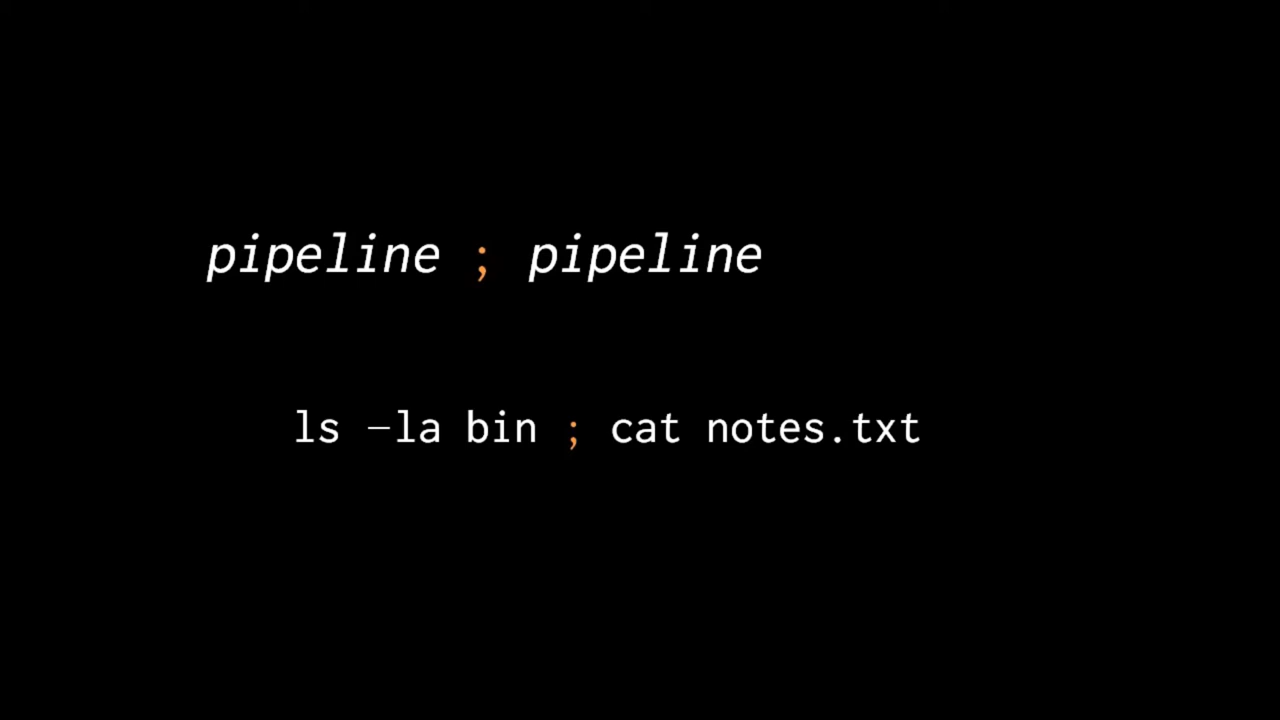 pipeline ; pipeline
ls -la bin ; cat notes.txt